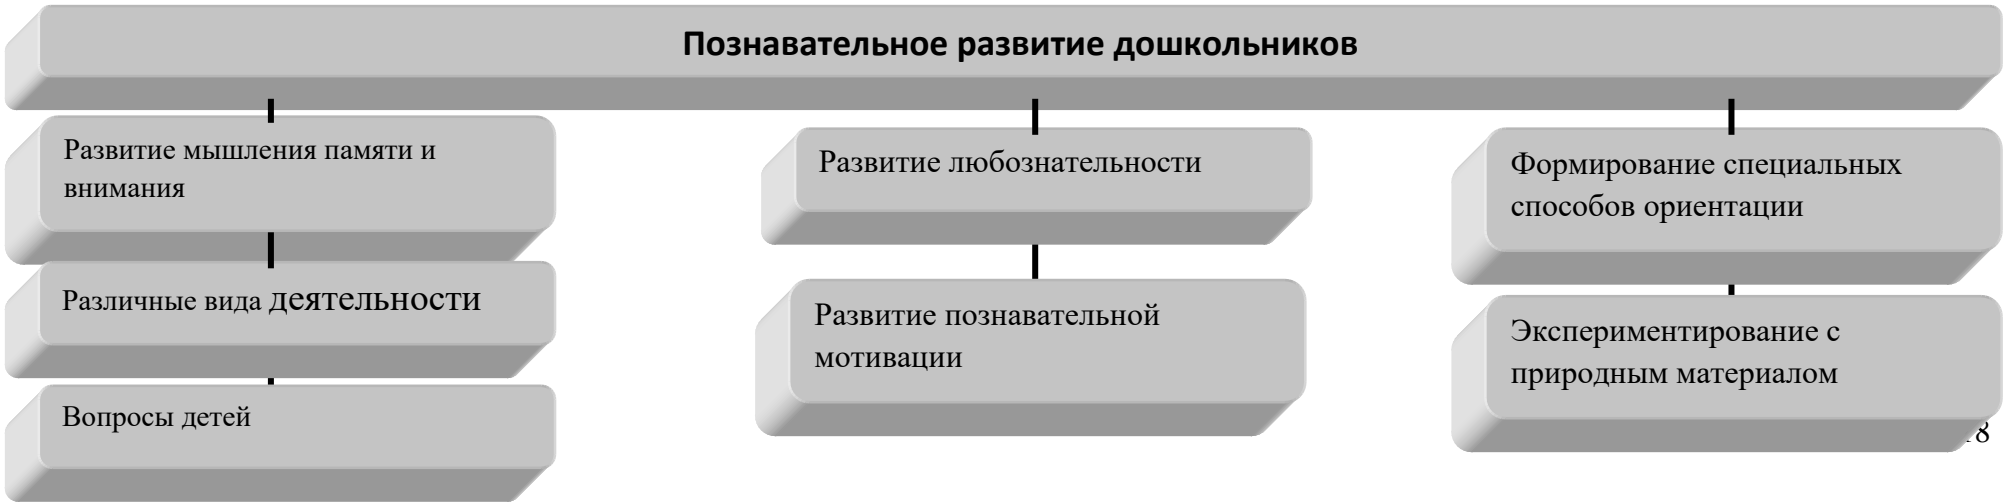 Познавательное развитие дошкольников
Развитие мышления памяти и
внимания
Различные вида деятельности
Вопросы детей
Развитие любознательности
Развитие познавательной
мотивации
Формирование специальных
способов ориентации
Экспериментирование с
природным материалом